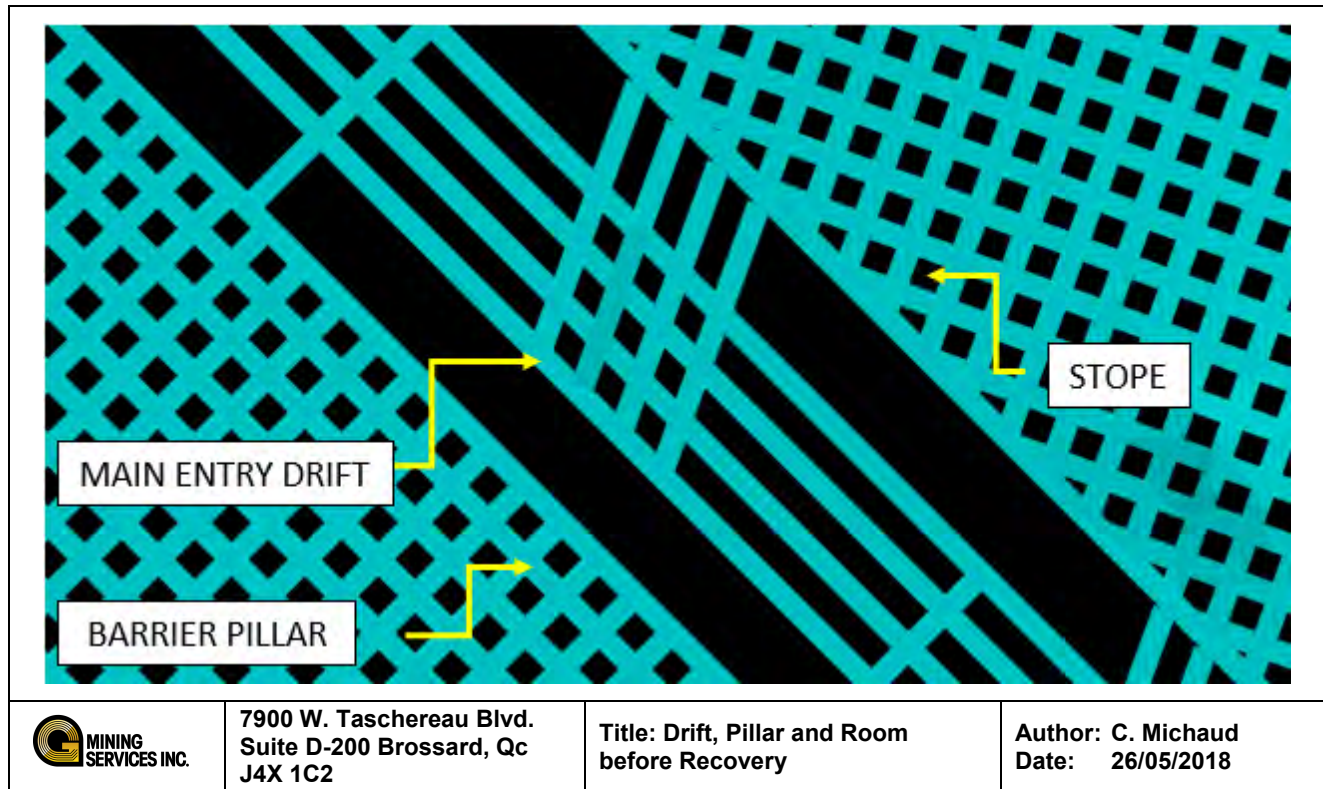 MAIN ENTRY DRIFT
BARRIER PILLAR
STOPE
MINING
SERVICES INC.
7900 W. Taschereau Blvd.
Suite D-200 Brossard, Qc
J4X 1C2
Title: Drift, Pillar and Room
before Recovery
Author: C. Michaud
Date: 26/05/2018